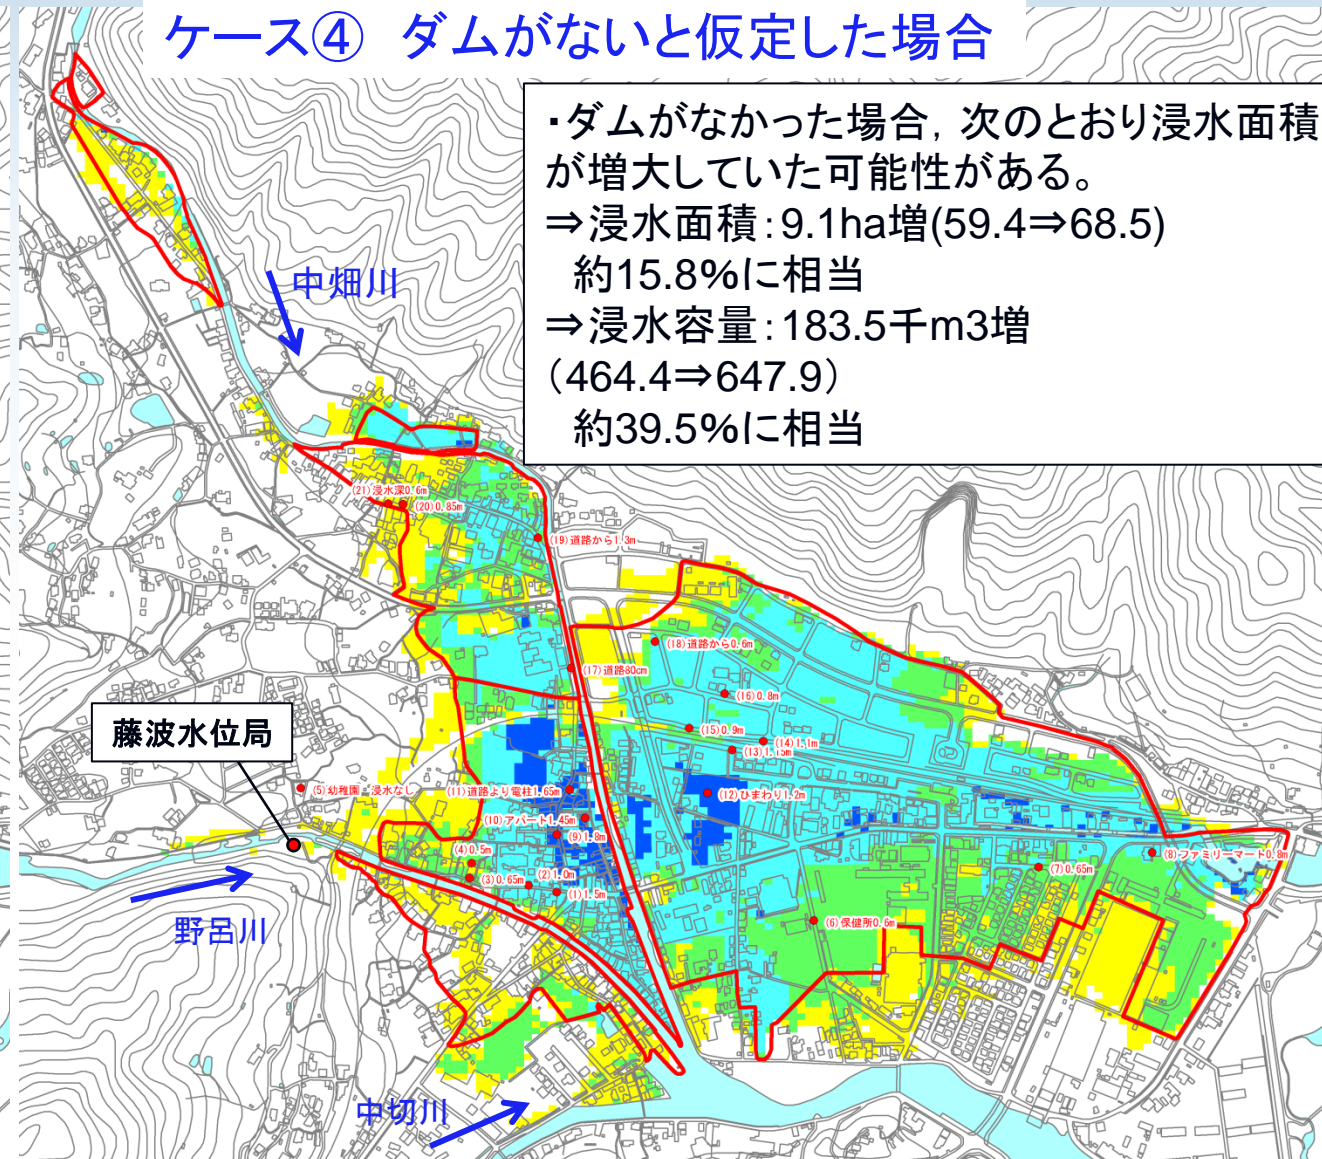 ケース④ ダムがないと仮定した場合
・ダムがなかった場合，次のとおり浸水面積
が増大していた可能性がある。
⇒浸水面積：9.1ha増(59.4⇒68.5)
約15.8%に相当
⇒浸水容量：183.5千m3増
（464.4⇒647.9）
約39.5%に相当
中畑川
(21)浸水深0.6m
(20)0.85m
(19)道路から1.3m
(18)道路から0.6m
(17)道路80cm
(16)0.8m
(15)0.9m
(14)1.1m
(13)1.15m
藤波水位局
(5)幼稚園 浸水なし
(11)道路より電柱1.65m
(12)ひまわり1.2m
(10)アパート1.45m
(9)1.8m
(4)0.5m
(8)ファミリーマート0.8m
(7)0.65m
(3)0.65m
(2)1.0m
(1)1.5m
(6)保健所0.6m
野呂川
中切川